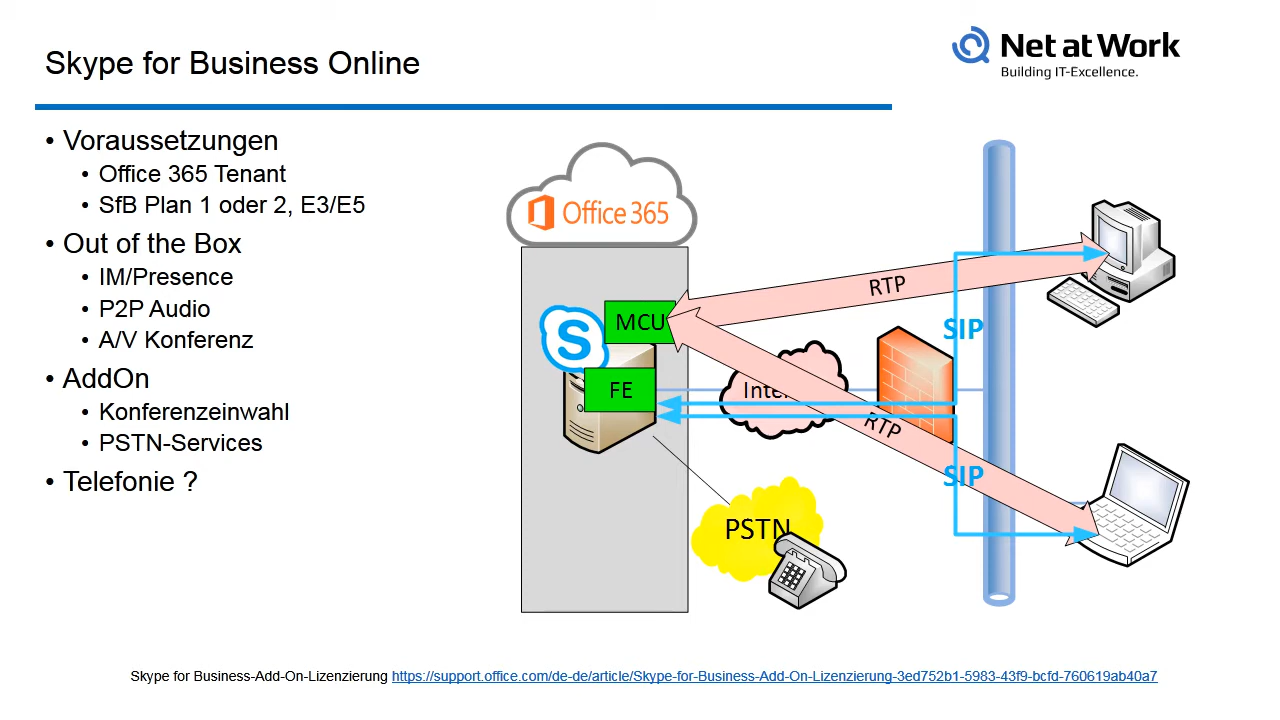 Skype for Business Online
Net at Work
Building IT-Excellence.
• Voraussetzungen
• Office 365 Tenant
• SfB Plan 1 oder 2, E3/E5
• Out of the Box
• IM/Presence
• P2P Audio
• A/V Konferenz
• AddOn
• Konferenzeinwahl
• PSTN-Services
• Telefonie ?
Office 365
RTP
MCU
SIP
FE
RTP
SIP
PSTN
Skype for Business-Add-On-Lizenzierung https://support.office.com/de-de/article/Skype-for-Business-Add-On-Lizenzierung-3ed752b1-5983-43f9-bcfd-760619ab40a7